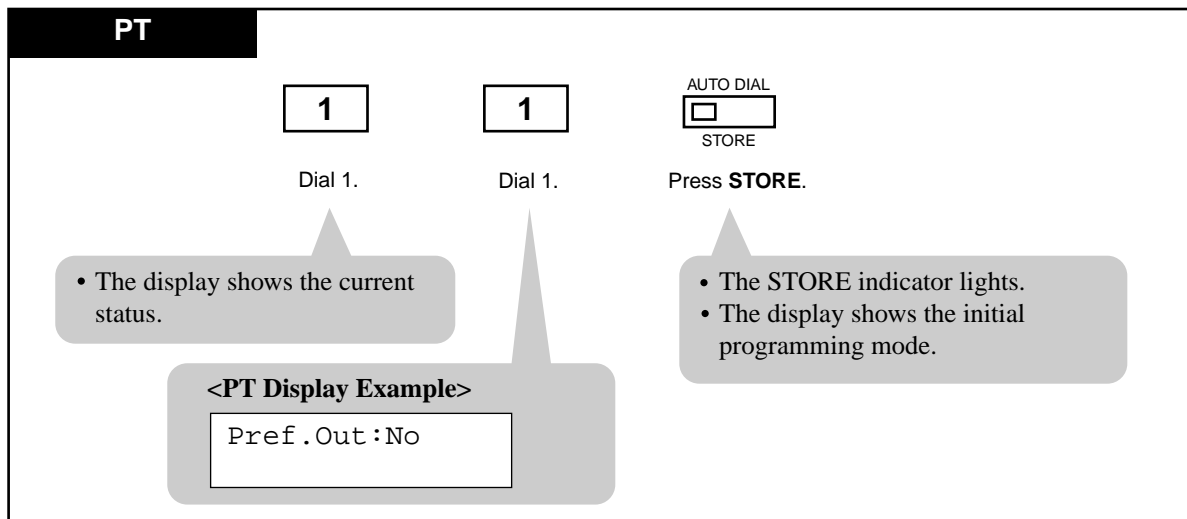 PT
1
1
AUTO DIAL
STORE
Dial 1.
Dial 1.
Press STORE.
• The display shows the current
status.
• The STORE indicator lights.
• The display shows the initial
programming mode.
<PT Display Example>
Pref.Out:No